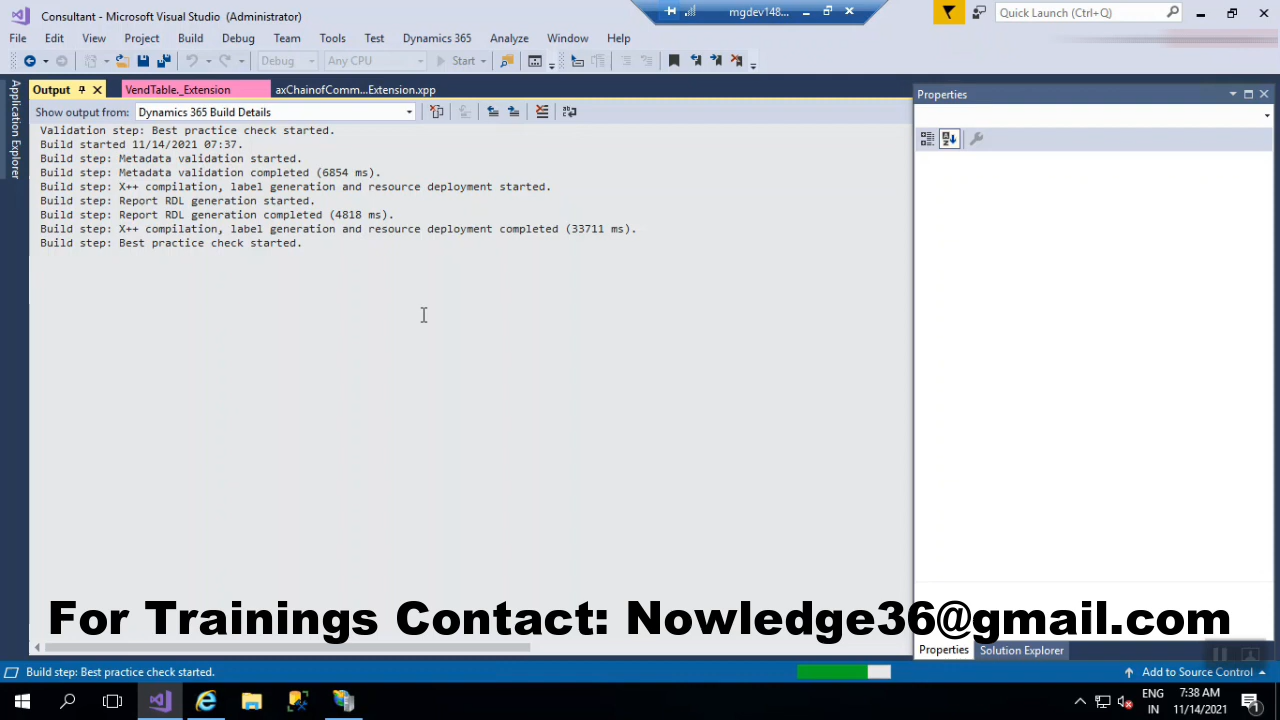 Consultant - Microsoft Visual Studio (Administrator)
mgdev148...
Quick Launch (Ctrl+Q)
File Edit View Project Build Debug Team Tools Test Dynamics 365 Analyze Window Help
Debug Any CPU Start
Application Explorer
Output VendTable._Extension axChainofComm...Extension.xpp
Properties
Show output from: Dynamics 365 Build Details
Validation step: Best practice check started.
Build started 11/14/2021 07:37.
Build step: Metadata validation started.
Build step: Metadata validation completed (6854 ms).
Build step: X++ compilation, label generation and resource deployment started.
Build step: Report RDL generation started.
Build step: Report RDL generation completed (4818 ms).
Build step: X++ compilation, label generation and resource deployment completed (33711 ms).
Build step: Best practice check started.
For Trainings Contact: Nowledge36@gmail.com
Properties Solution Explorer
Build step: Best practice check started.
Add to Source Control
ENG 7:38 AM
IN 11/14/2021
1